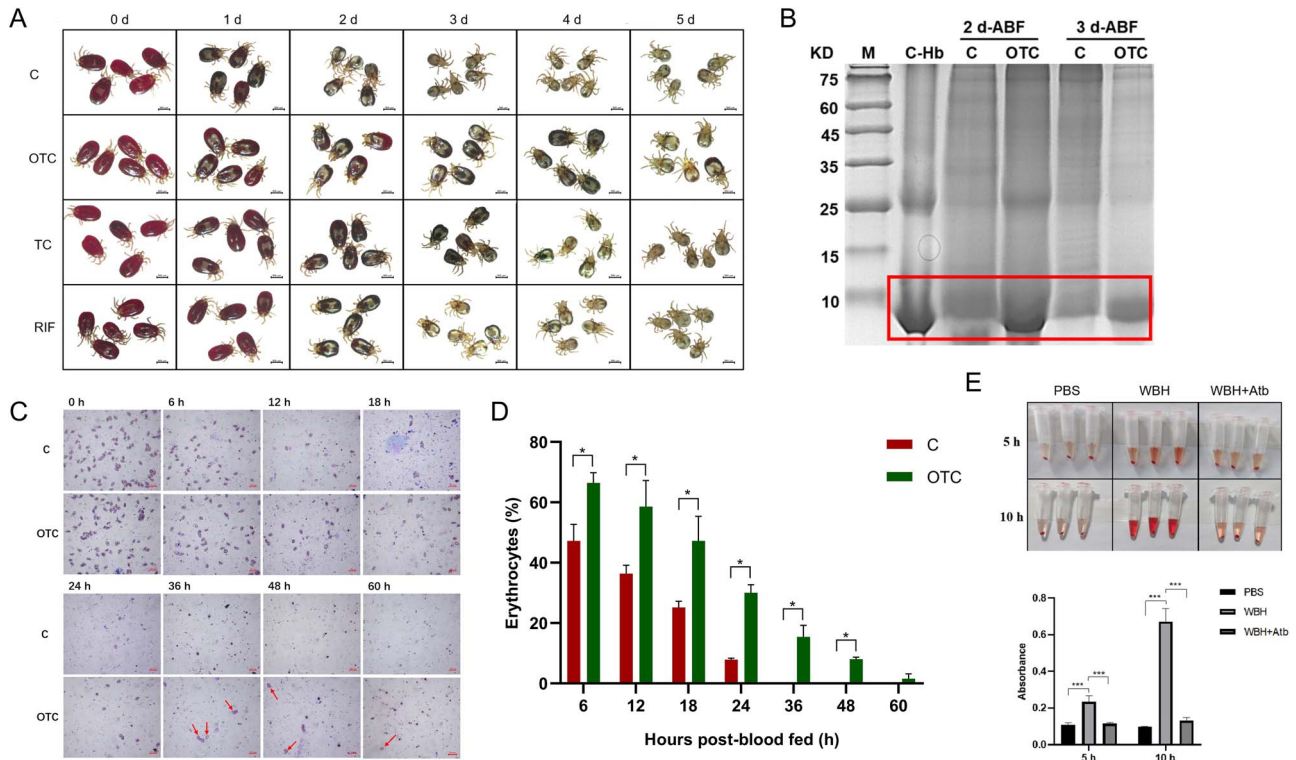 A
0 d 1 d 2 d 3 d 4 d 5 d
C
OTC
TC
RIF
B
2 d-ABF 3 d-ABF
KD M C-Hb C OTC C OTC
75
60
45
35
25
15
10
C
0 h 6 h 12 h 18 h
C
OTC
24 h 36 h 48 h 60 h
C
OTC
D
C
OTC
Erythrocytes (%)
80
60
40
20
0
* * * * * *
6 12 18 24 36 48 60
Hours post-blood fed (h)
E
PBS WBH WBH+Atb
5 h
10 h
PBS
WBH
WBH+Atb
Absorbance
0.8
0.6
0.4
0.2
0.0
*** *** *** ***
5 h 10 h